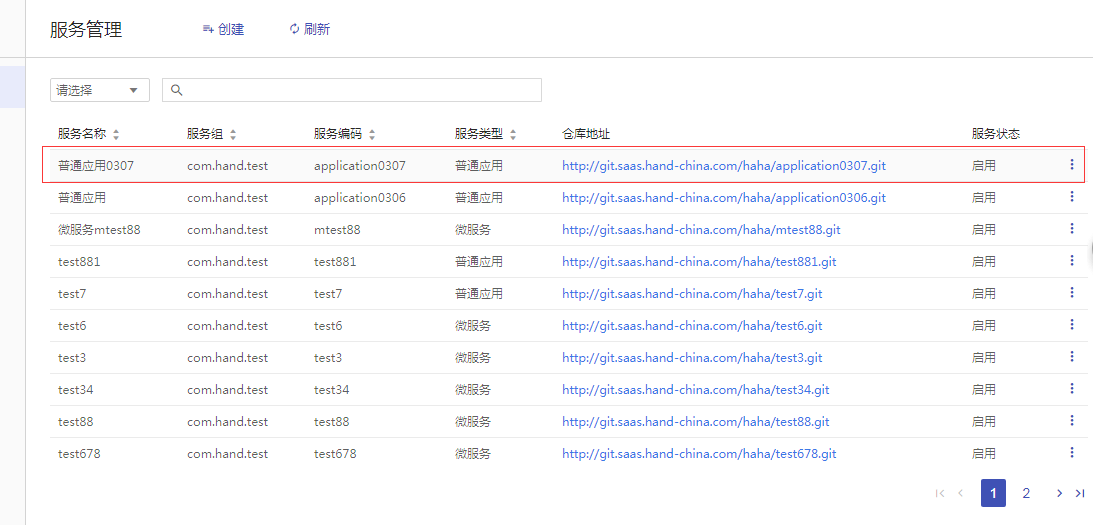 服务管理 创建 刷新
请选择
服务名称 服务组 服务编码 服务类型 仓库地址 服务状态
普通应用0307 com.hand.test application0307 普通应用 http://git.saas.hand-china.com/haha/application0307.git 启用
普通应用 com.hand.test application0306 普通应用 http://git.saas.hand-china.com/haha/application0306.git 启用
微服务mtest88 com.hand.test mtest88 微服务 http://git.saas.hand-china.com/haha/mtest88.git 启用
test881 com.hand.test test881 普通应用 http://git.saas.hand-china.com/haha/test881.git 启用
test7 com.hand.test test7 普通应用 http://git.saas.hand-china.com/haha/test7.git 启用
test6 com.hand.test test6 微服务 http://git.saas.hand-china.com/haha/test6.git 启用
test3 com.hand.test test3 微服务 http://git.saas.hand-china.com/haha/test3.git 启用
test34 com.hand.test test34 微服务 http://git.saas.hand-china.com/haha/test34.git 启用
test88 com.hand.test test88 微服务 http://git.saas.hand-china.com/haha/test88.git 启用
test678 com.hand.test test678 微服务 http://git.saas.hand-china.com/haha/test678.git 启用
1 2